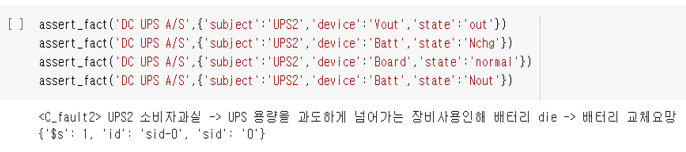 [ ] assert_fact('DC UPS A/S',{'subject':'UPS2','device':'Vout','state':'out'})
assert_fact('DC UPS A/S',{'subject':'UPS2','device':'Batt','state':'Nchg'})
assert_fact('DC UPS A/S',{'subject':'UPS2','device':'Board','state':'normal'})
assert_fact('DC UPS A/S',{'subject':'UPS2','device':'Batt','state':'Nout'})
<C_fault2> UPS2 소비자과실 -> UPS 용량을 과도하게 넘어가는 장비사용인해 배터리 die -> 배터리 교체요망
{'$s': 1, 'id': 'sid-0', 'sid': '0'}